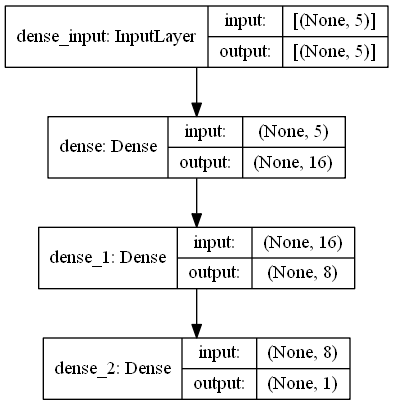 dense_input: InputLayer input: [(None, 5)]
output: [(None, 5)]
dense: Dense input: (None, 5)
output: (None, 16)
dense_1: Dense input: (None, 16)
output: (None, 8)
dense_2: Dense input: (None, 8)
output: (None, 1)